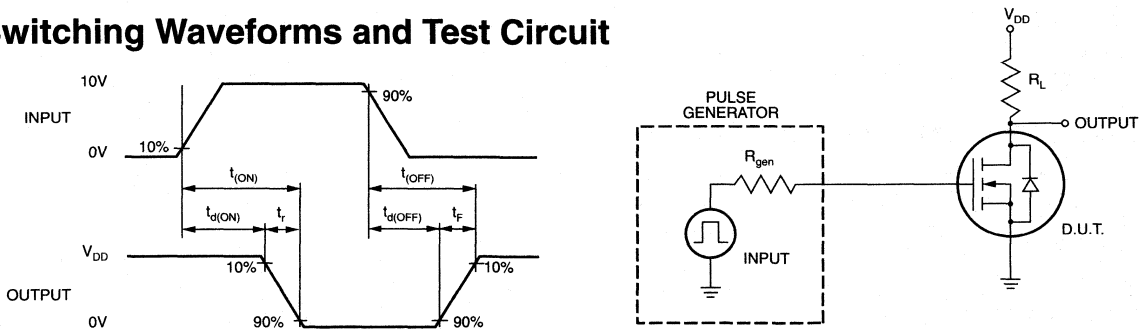 witching Waveforms and Test Circuit
10V
INPUT
0V
10%
90%
t(ON)
t(OFF)
td(ON)
tr
td(OFF)
tF
VDD
10%
10%
OUTPUT
0V
90%
90%
PULSE
GENERATOR
Rgen
INPUT
VDD
RL
OUTPUT
D.U.T.